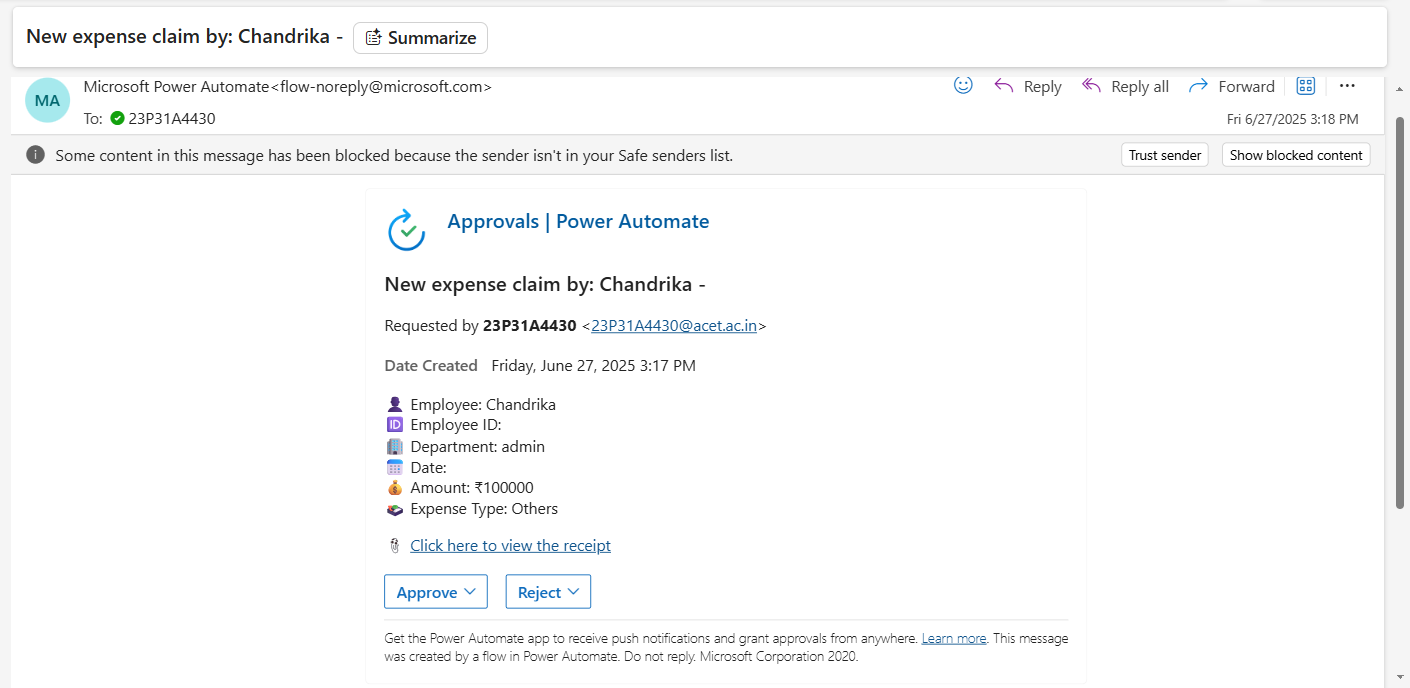 New expense claim by: Chandrika -
Summarize
MA
Microsoft Power Automate<flow-noreply@microsoft.com>
Reply
Reply all
Forward
To: 23P31A4430
Fri 6/27/2025 3:18 PM
Some content in this message has been blocked because the sender isn't in your Safe senders list.
Trust sender
Show blocked content
Approvals | Power Automate
New expense claim by: Chandrika -
Requested by 23P31A4430 <23P31A4430@acet.ac.in>
Date Created Friday, June 27, 2025 3:17 PM
👤 Employee: Chandrika
🆔 Employee ID:
🏢 Department: admin
📅 Date:
💰 Amount: ₹100000
🍱 Expense Type: Others
📎 Click here to view the receipt
Approve
Reject
Get the Power Automate app to receive push notifications and grant approvals from anywhere. Learn more. This message
was created by a flow in Power Automate. Do not reply. Microsoft Corporation 2020.